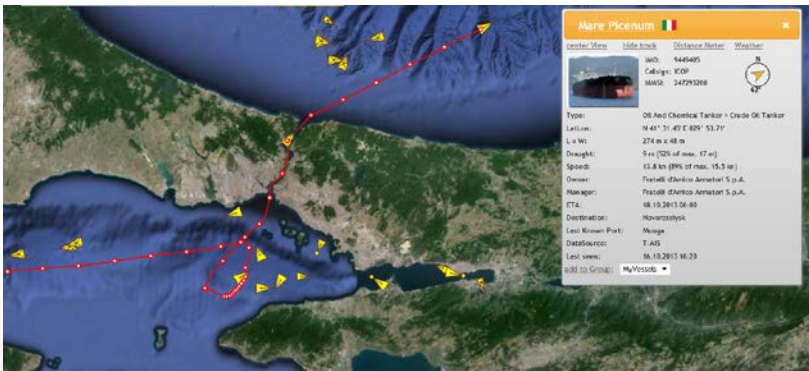 Mare Picenum
center View hide track Distance Meter Weather
IMO: 9449405
Callsign: ICOP
MMSI: 247293200
N
62°
Type: Oil And Chemical Tanker > Crude Oil Tanker
Lat/Lon: N 41° 31.45' E 029° 53.71'
L x W: 274 m x 48 m
Draught: 9 m (52% of max. 17 m)
Speed: 13.8 kn (89% of max. 15.5 kn)
Owner: Fratelli d'Amico Armatori S.p.A.
Manager: Fratelli d'Amico Armatori S.p.A.
ETA: 18.10.2013 06:00
Destination: Novorossiysk
Last Known Port: Muuga
DataSource: T-AIS
Last seen: 16.10.2013 16:20
add to Group: MyVessels